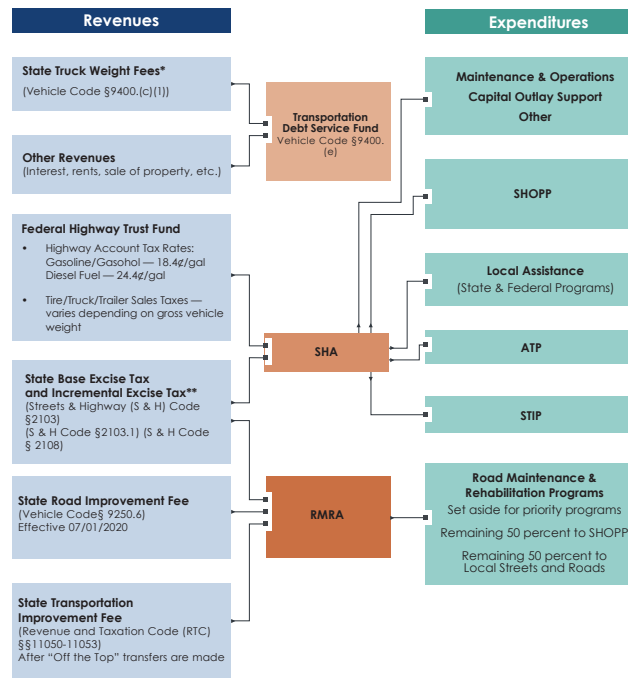 Revenues
State Truck Weight Fees*
(Vehicle Code §9400.(c)(1))
Other Revenues
(Interest, rents, sale of property, etc.)
Federal Highway Trust Fund
• Highway Account Tax Rates:
Gasoline/Gasohol — 18.4¢/gal
Diesel Fuel — 24.4¢/gal
• Tire/Truck/Trailer Sales Taxes —
varies depending on gross vehicle
weight
State Base Excise Tax
and Incremental Excise Tax**
(Streets & Highway (S & H) Code
§2103)
(S & H Code §2103.1) (S & H Code
§ 2108)
State Road Improvement Fee
(Vehicle Code§ 9250.6)
Effective 07/01/2020
State Transportation
Improvement Fee
(Revenue and Taxation Code (RTC)
§§11050-11053)
After “Off the Top” transfers are made
Transportation
Debt Service Fund
Vehicle Code §9400.
(e)
SHA
RMRA
Expenditures
Maintenance & Operations
Capital Outlay Support
Other
SHOPP
Local Assistance
(State & Federal Programs)
ATP
STIP
Road Maintenance &
Rehabilitation Programs
Set aside for priority programs
Remaining 50 percent to SHOPP
Remaining 50 percent to
Local Streets and Roads